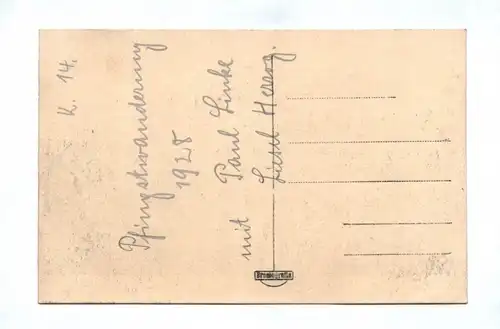 K. 14.
Pfingstwanderung
1928
mit Paul Linke
Liesel Herzog.